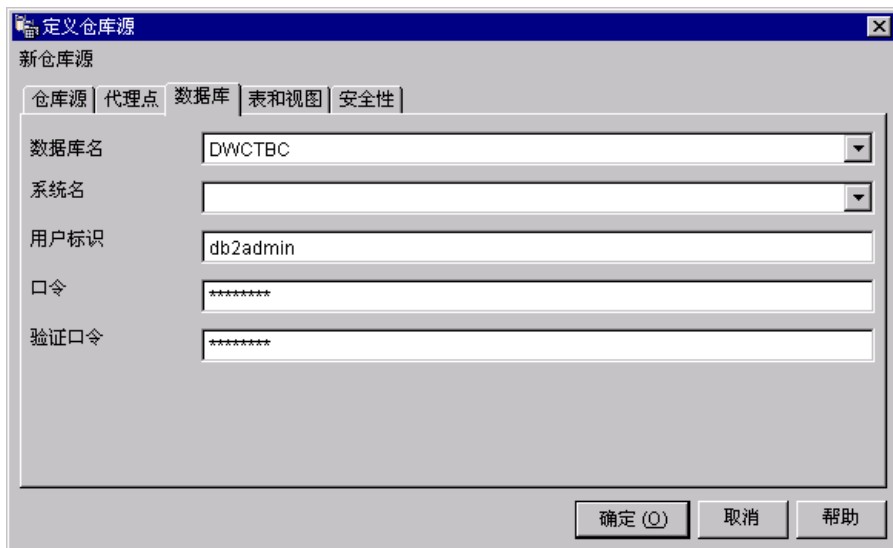 定义仓库源
新仓库源
仓库源 代理点 数据库 表和视图 安全性
数据库名 DWCTBC
系统名
用户标识 db2admin
口令 ********
验证口令 ********
确定 (O) 取消 帮助